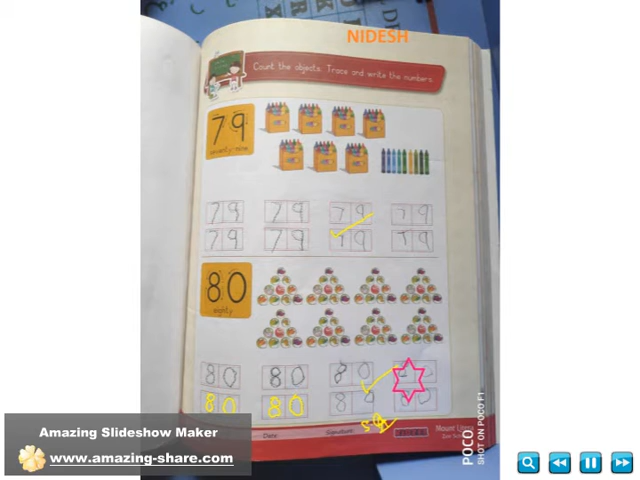 NIDESH
Count the objects. Trace and write the numbers.
79
seventy-nine
79 79 79 79
79 79 79 79
80
eighty
80 80 80
80 80
Date: Signature:
Amazing Slideshow Maker
www.amazing-share.com
POCO
SHOT ON POCO F1